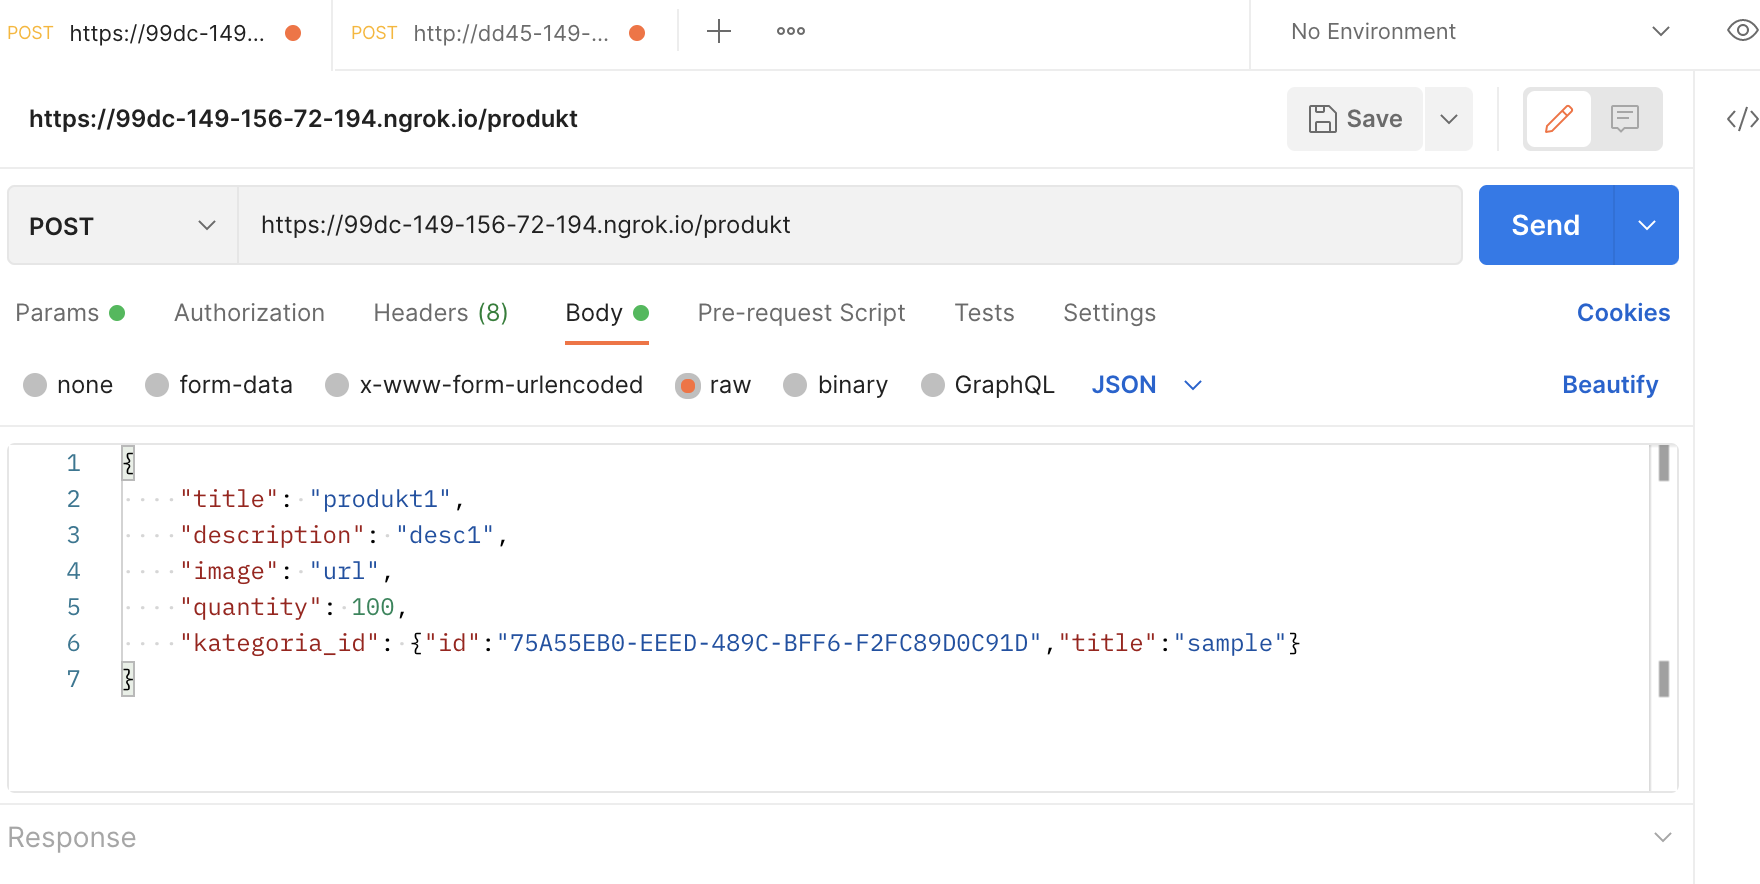 POST https://99dc-149... POST http://dd45-149-... No Environment
https://99dc-149-156-72-194.ngrok.io/produkt Save
POST https://99dc-149-156-72-194.ngrok.io/produkt Send
Params Authorization Headers (8) Body Pre-request Script Tests Settings Cookies
none form-data x-www-form-urlencoded raw binary GraphQL JSON Beautify
1 {
2 "title": "produkt1",
3 "description": "desc1",
4 "image": "url",
5 "quantity": 100,
6 "kategoria_id": {"id":"75A55EB0-EEED-489C-BFF6-F2FC89D0C91D","title":"sample"}
7 }
Response